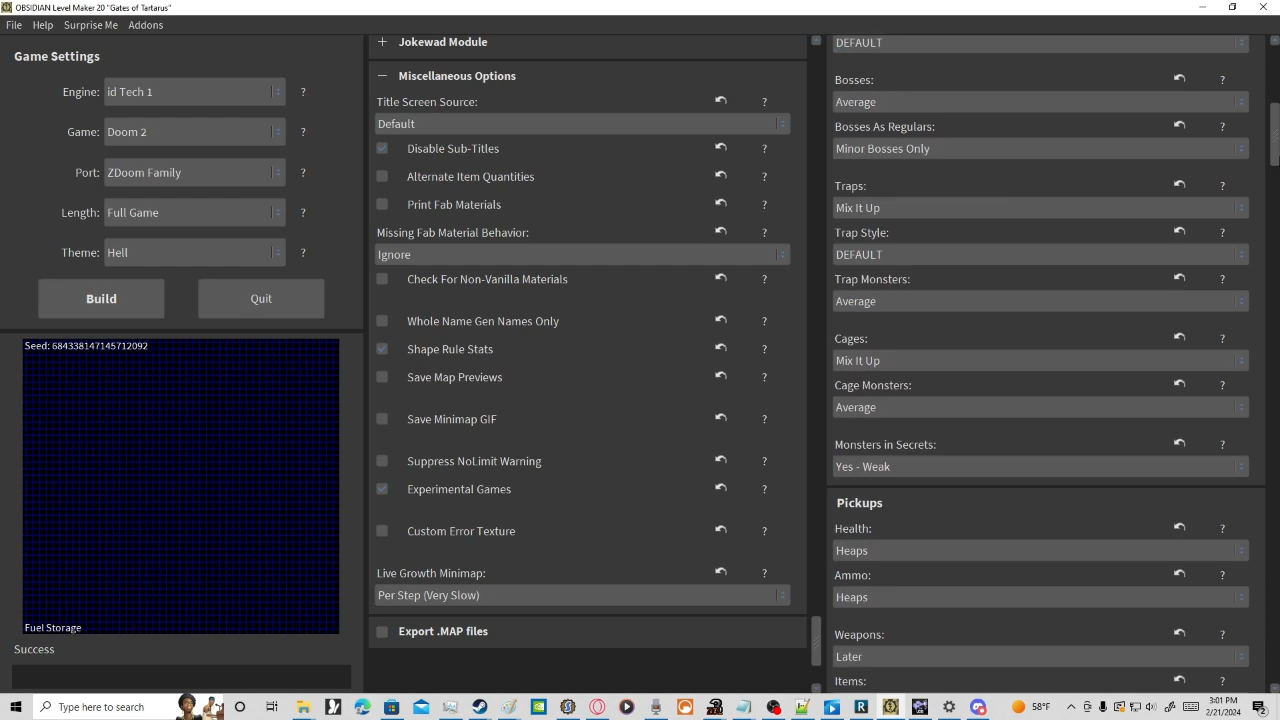 OBSIDIAN Level Maker 20 "Gates of Tartarus"
File Help Surprise Me Addons
Game Settings
Engine: id Tech 1 ?
Game: Doom 2 ?
Port: ZDoom Family ?
Length: Full Game ?
Theme: Hell ?
Build Quit
Seed: 684338147145712092
Fuel Storage
Success
+ Jokewad Module
− Miscellaneous Options
Title Screen Source: ?
Default
Disable Sub-Titles ?
Alternate Item Quantities ?
Print Fab Materials ?
Missing Fab Material Behavior: ?
Ignore
Check For Non-Vanilla Materials ?
Whole Name Gen Names Only ?
Shape Rule Stats ?
Save Map Previews ?
Save Minimap GIF ?
Suppress NoLimit Warning ?
Experimental Games ?
Custom Error Texture ?
Live Growth Minimap: ?
Per Step (Very Slow)
Export .MAP files
DEFAULT
Bosses: ?
Average
Bosses As Regulars: ?
Minor Bosses Only
Traps: ?
Mix It Up
Trap Style: ?
DEFAULT
Trap Monsters: ?
Average
Cages: ?
Mix It Up
Cage Monsters: ?
Average
Monsters in Secrets: ?
Yes - Weak
Pickups
Health: ?
Heaps
Ammo: ?
Heaps
Weapons: ?
Later
Items: ?
Type here to search
58°F
3:01 PM
2/21/2024